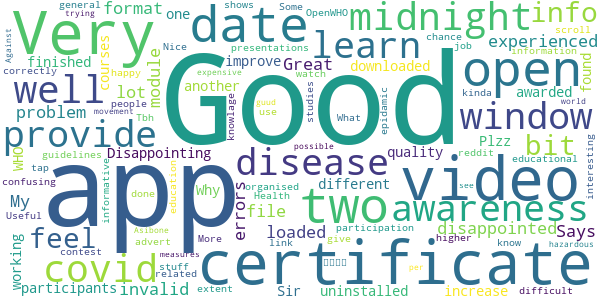 general
trying
Against
shows
OpenWHO
Some
scroll
chance
job
format
one
date
midnight
info
Very
Nice
presentations
experienced
finished
courses
happy
learn
improve
Great
watch
downloaded
information
found
correctly
people
module
lot
another
expensive
knowlage
Good
studies
What
epidamic
kinda
open
awarded
interesting
well
problem
provide
guud
use
possible
world
window
Plzz
bit
educational
WHO
guidelines
movement
Tbh
tap
Disappointing
disease
different
quality
reddit
confusing
informative
done
education
Why
errors
organised
Health
link
participation
give
higher
know
see
hazardous
My
Useful
app
two
video
awareness
feel
Asibone
advert
More
file
loaded
disappointed
Says
working
contest
stuff
related
extent
covid
certificate
participants
invalid
measures
Sir
uninstalled
increase
per
difficult